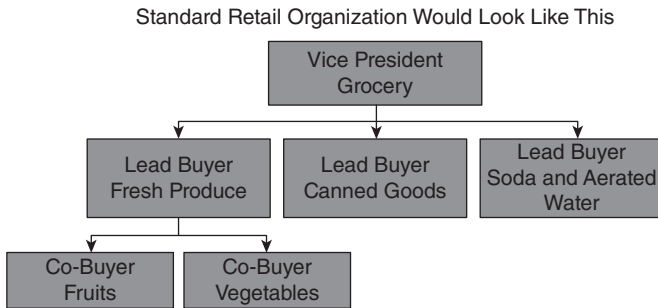 Standard Retail Organization Would Look Like This
Vice President
Grocery
Lead Buyer
Fresh Produce
Lead Buyer
Canned Goods
Lead Buyer
Soda and Aerated
Water
Co-Buyer
Fruits
Co-Buyer
Vegetables